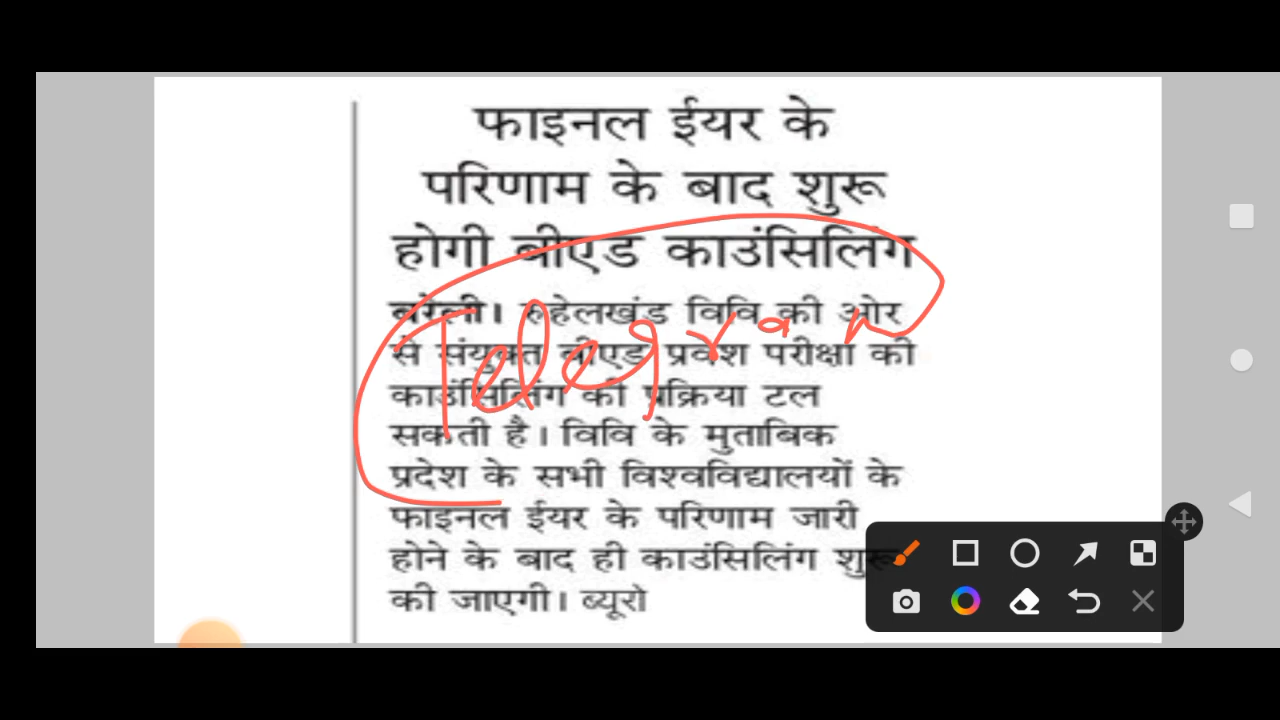 फाइनल ईयर के
परिणाम के बाद शुरू
होगी बीएड काउंसिलिंग
बरेली। रुहेलखंड विवि की ओर
से संयुक्त बीएड प्रवेश परीक्षा की
काउंसिलिंग की प्रक्रिया टल
सकती है। विवि के मुताबिक
प्रदेश के सभी विश्वविद्यालयों के
फाइनल ईयर के परिणाम जारी
होने के बाद ही काउंसिलिंग शुरू
की जाएगी। ब्यूरो
Telegram